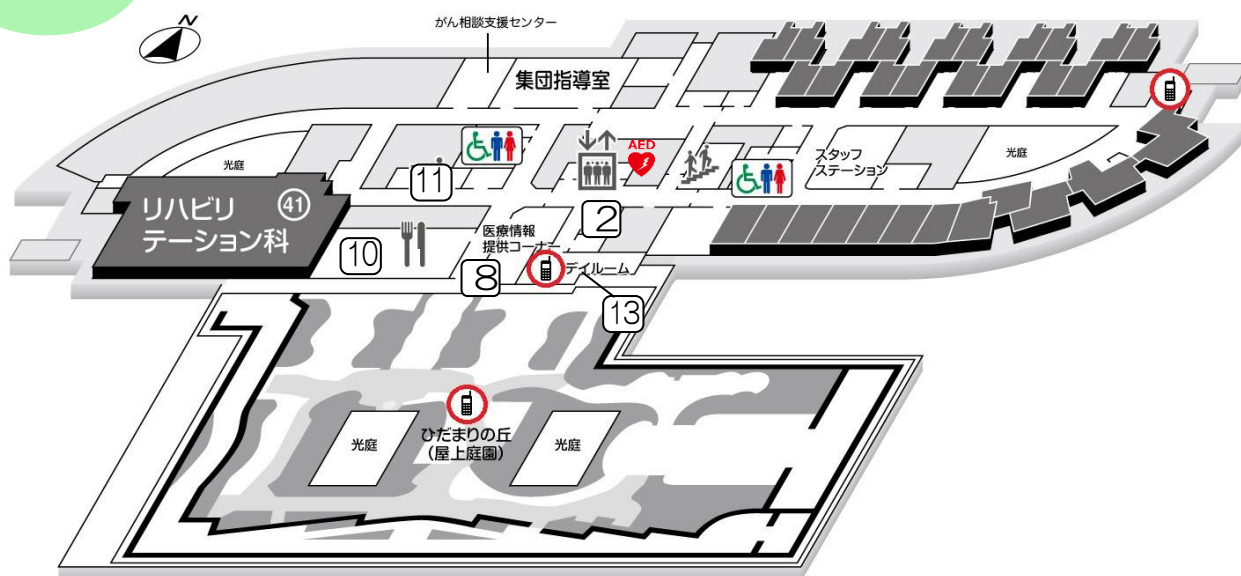 N
がん相談支援センター
集団指導室
AED
光庭
スタッフ
ステーション
光庭
11
リハビリ
テーション科
41
2
医療情報
提供コーナー
10
8
デイルーム
13
ひだまりの丘
（屋上庭園）
光庭
光庭